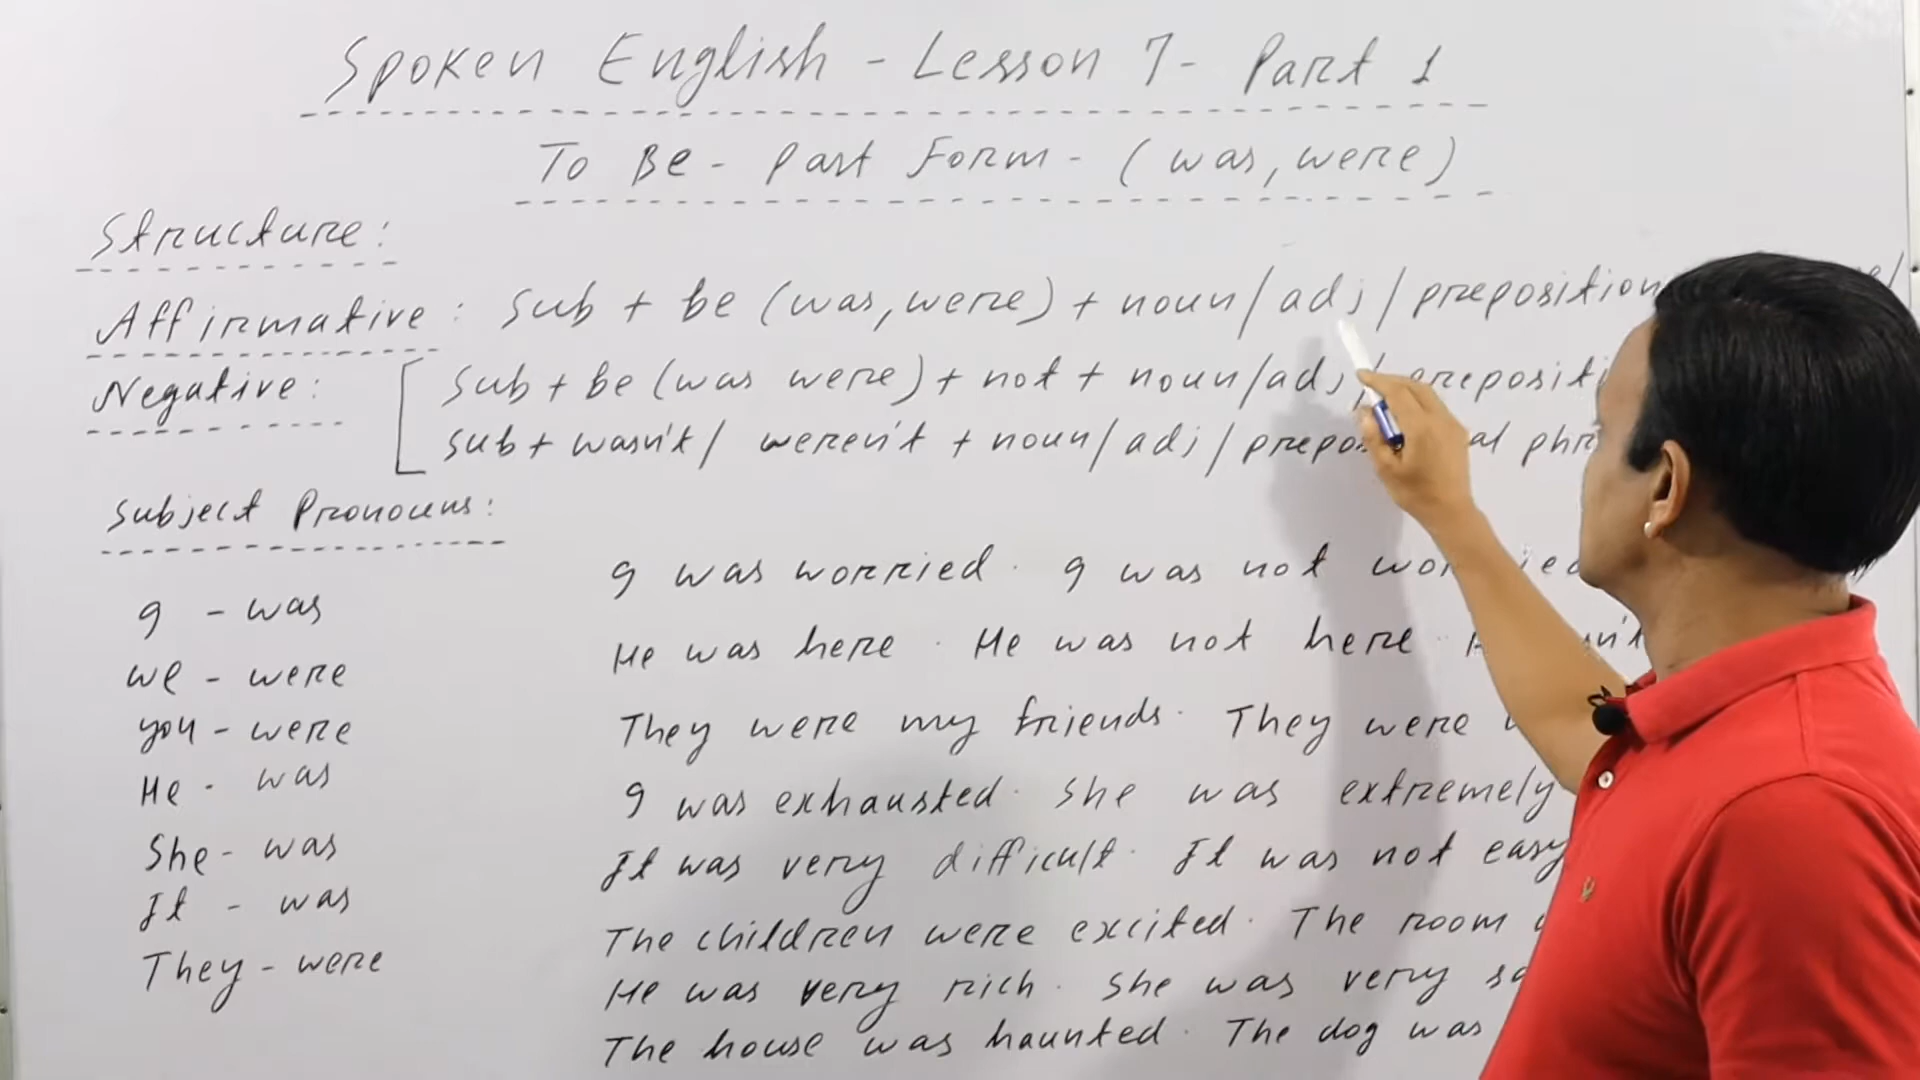 Spoken English - Lesson 7 - Part 1
To Be - Past Form - (was, were)
Structure:
Affirmative: Sub + be (was, were) + noun/adj/preposition
Negative: [ Sub + be (was were) + not + noun/adj/
Sub + wasn't/ weren't + noun/adj/
Subject Pronouns:
I - was
We - were
you - were
He - was
She - was
It - was
They - were
I was worried. I was not
He was here. He was not here.
They were my friends. They were
I was exhausted. She was extremely
It was very difficult. It was not easy
The children were excited. The room
He was very rich. She was very
The house was haunted. The dog was